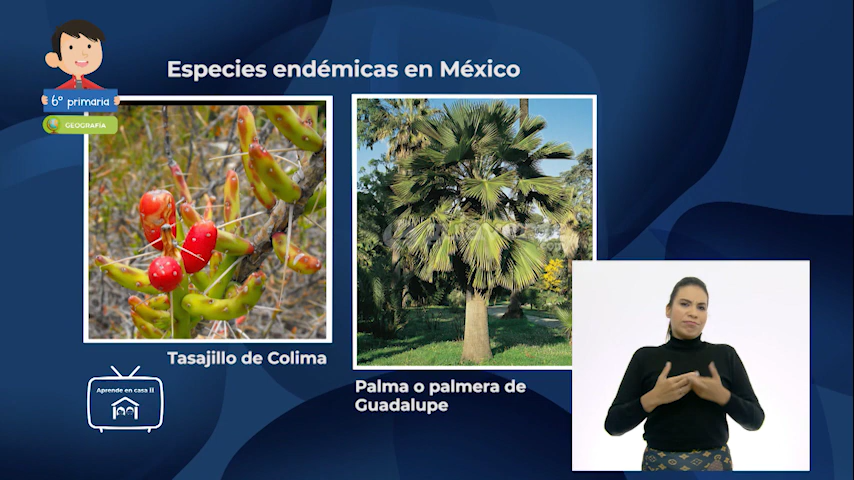 Especies endémicas en México
6° primaria
GEOGRAFÍA
Tasajillo de Colima
Palma o palmera de
Guadalupe
Aprende en casa II